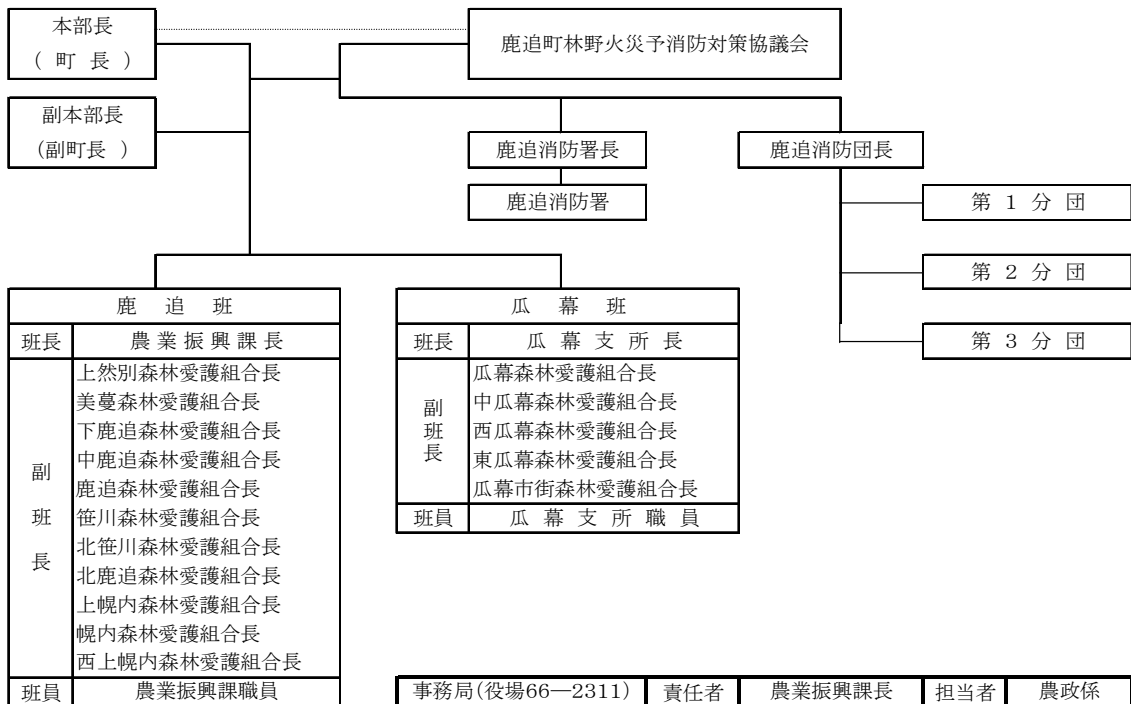 本部長
( 町 長 )
鹿追町林野火災予消防対策協議会
副本部長
(副町長 )
鹿追消防署長
鹿追消防団長
鹿追消防署
第 1 分 団
第 2 分 団
第 3 分 団
鹿 追 班
班長 農 業 振 興 課 長
副班長
上然別森林愛護組合長
美蔓森林愛護組合長
下鹿追森林愛護組合長
中鹿追森林愛護組合長
鹿追森林愛護組合長
笹川森林愛護組合長
北笹川森林愛護組合長
北鹿追森林愛護組合長
上幌内森林愛護組合長
幌内森林愛護組合長
西上幌内森林愛護組合長
班員 農業振興課職員
瓜 幕 班
班長 瓜 幕 支 所 長
副班長
瓜幕森林愛護組合長
中瓜幕森林愛護組合長
西瓜幕森林愛護組合長
東瓜幕森林愛護組合長
瓜幕市街森林愛護組合長
班員 瓜 幕 支 所 職 員
事務局(役場66―2311) 責任者 農業振興課長 担当者 農政係